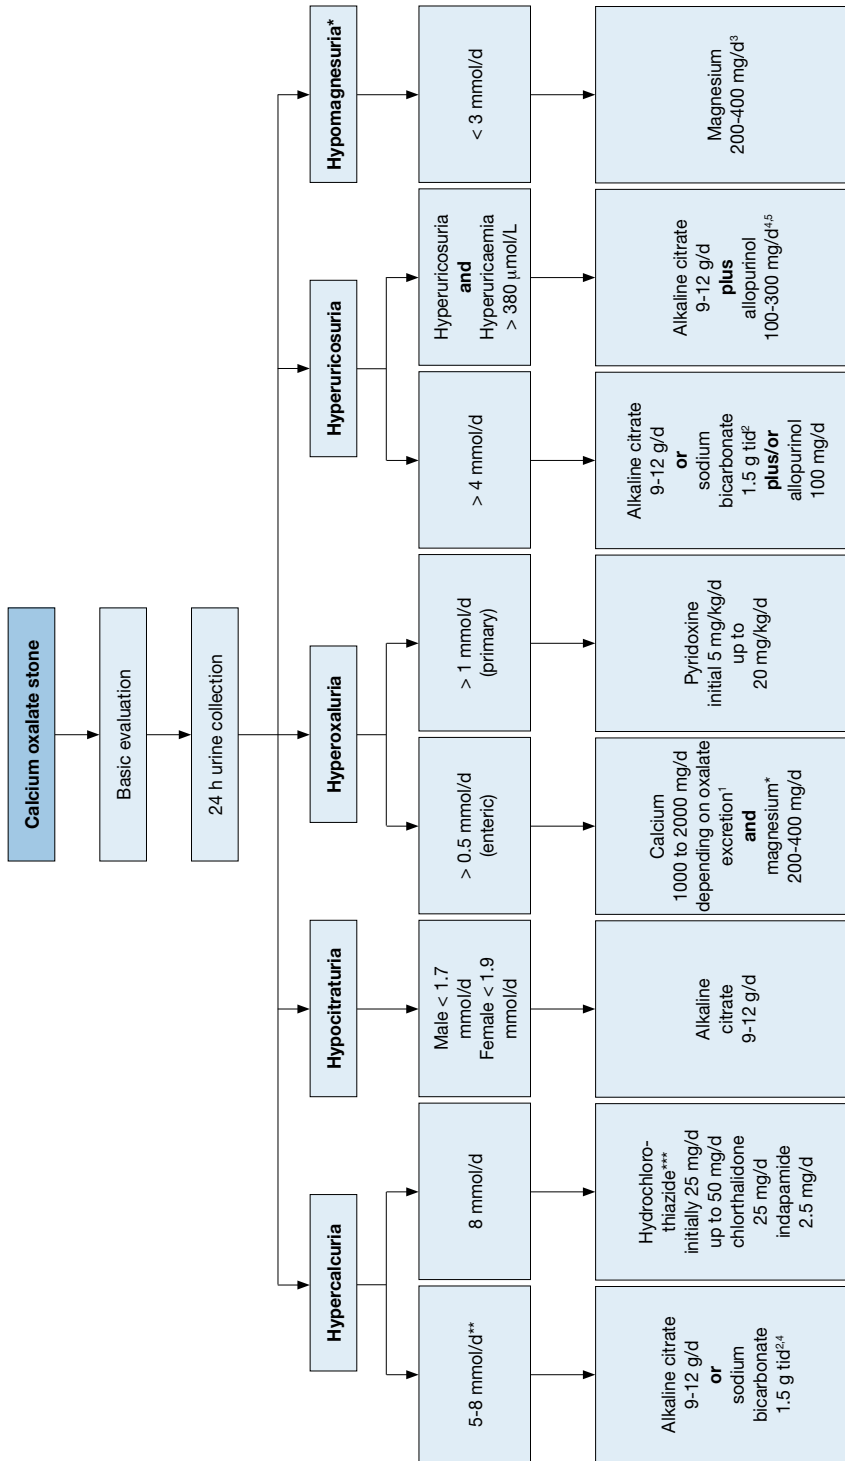 Calcium oxalate stone
Basic evaluation
24 h urine collection
Hypercalcuria
Hypocitraturia
Hyperoxaluria
Hyperuricosuria
Hypomagnesuria*
5-8 mmol/d**
8 mmol/d
Male < 1.7
mmol/d
Female < 1.9
mmol/d
> 0.5 mmol/d
(enteric)
> 1 mmol/d
(primary)
> 4 mmol/d
Hyperuricosuria
and
Hyperuricaemia
> 380 µmol/L
< 3 mmol/d
Alkaline citrate
9-12 g/d
or
sodium
bicarbonate
1.5 g tid2,4
Hydrochloro-
thiazide***
initially 25 mg/d
up to 50 mg/d
chlorthalidone
25 mg/d
indapamide
2.5 mg/d
Alkaline
citrate
9-12 g/d
Calcium
1000 to 2000 mg/d
depending on oxalate
excretion1
and
magnesium*
200-400 mg/d
Pyridoxine
initial 5 mg/kg/d
up to
20 mg/kg/d
Alkaline citrate
9-12 g/d
or
sodium
bicarbonate
1.5 g tid2
plus/or
allopurinol
100 mg/d
Alkaline citrate
9-12 g/d
plus
allopurinol
100-300 mg/d4,5
Magnesium
200-400 mg/d3